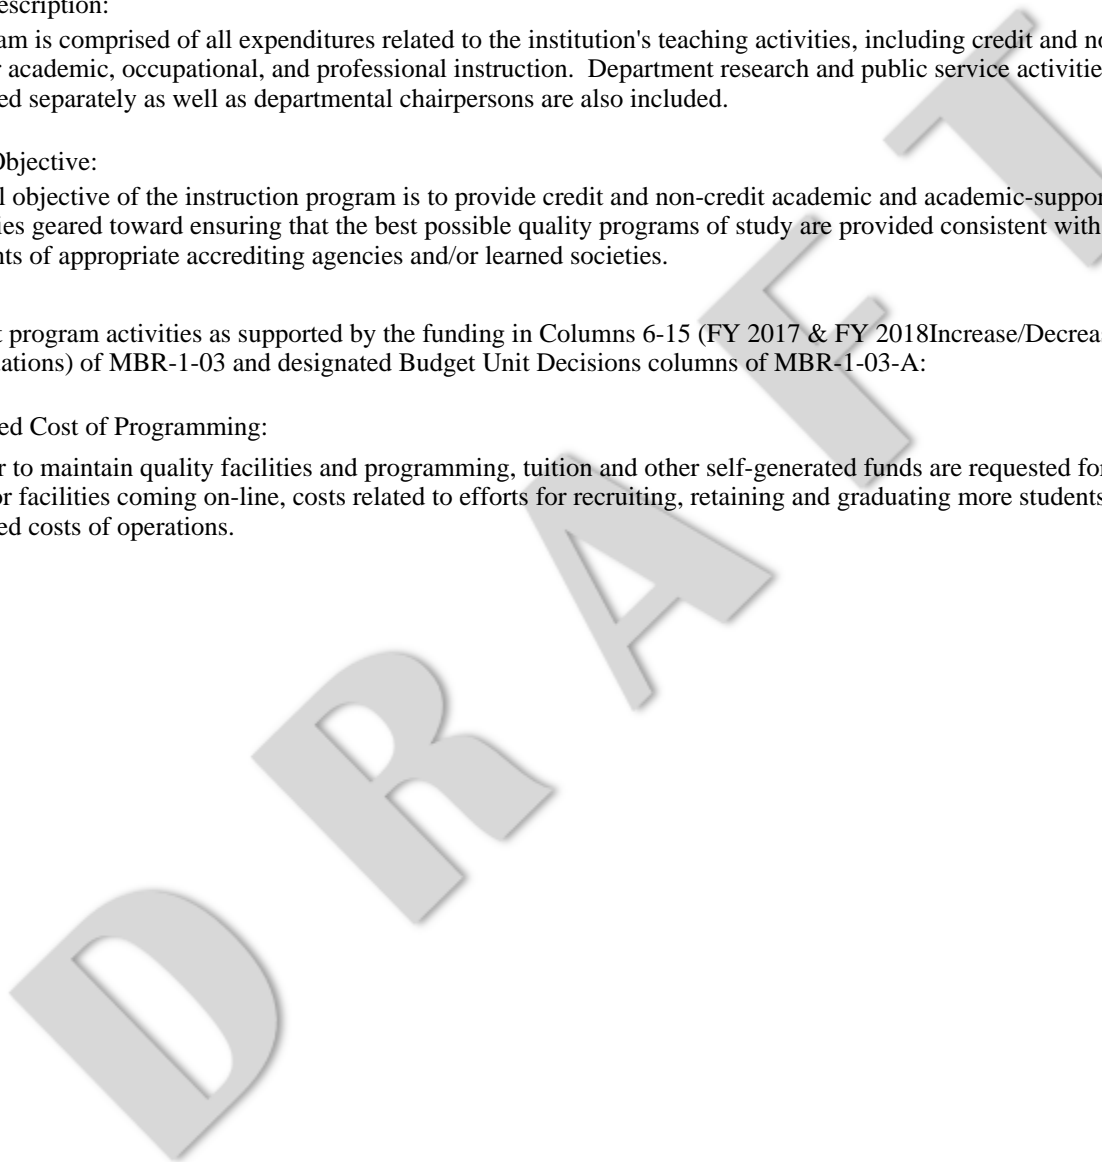 escription:
am is comprised of all expenditures related to the institution's teaching activities, including credit and no
r academic, occupational, and professional instruction.  Department research and public service activitie
ed separately as well as departmental chairpersons are also included.
Objective:
l objective of the instruction program is to provide credit and non-credit academic and academic-suppor
ies geared toward ensuring that the best possible quality programs of study are provided consistent with
nts of appropriate accrediting agencies and/or learned societies.
t program activities as supported by the funding in Columns 6-15 (FY 2017 & FY 2018Increase/Decreas
uations) of MBR-1-03 and designated Budget Unit Decisions columns of MBR-1-03-A:
ed Cost of Programming:
r to maintain quality facilities and programming, tuition and other self-generated funds are requested for
or facilities coming on-line, costs related to efforts for recruiting, retaining and graduating more students
ed costs of operations.
DRAFT